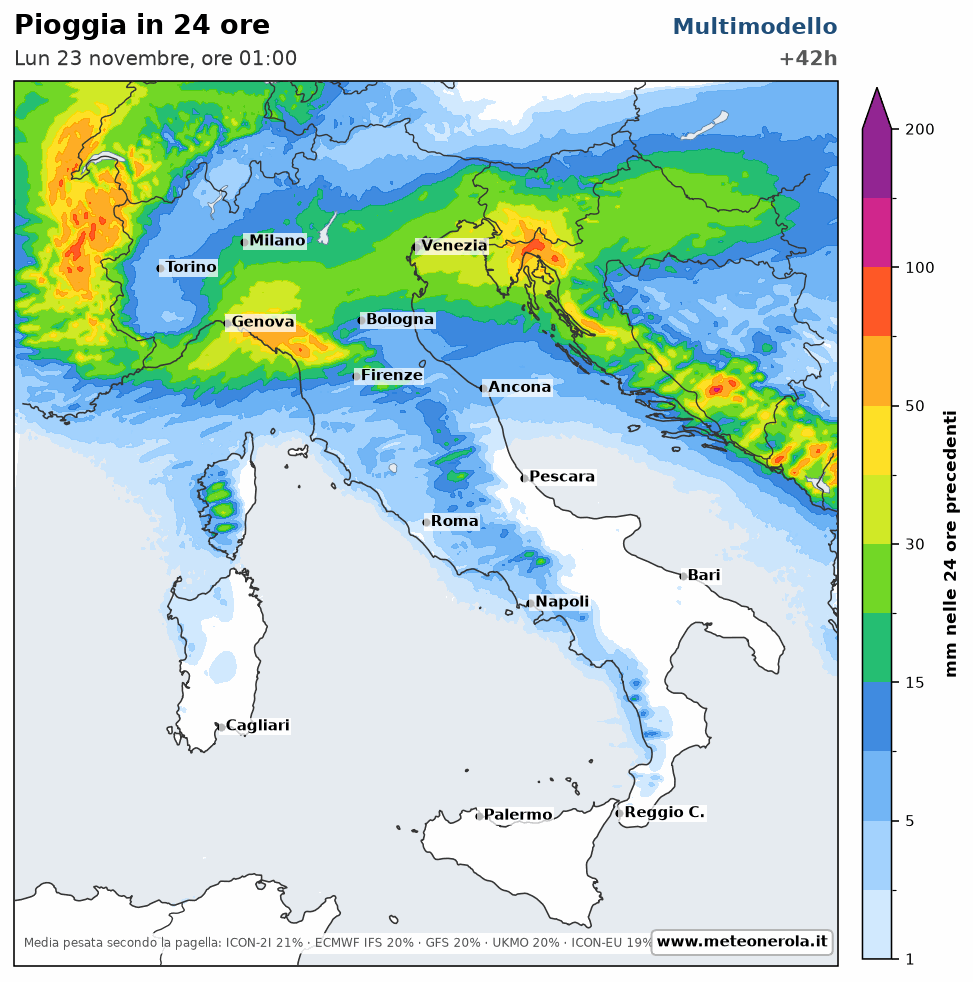 Pioggia in 24 ore
Multimodello
Lun 23 novembre, ore 01:00
+42h
200
100
50
30
15
5
1
mm nelle 24 ore precedenti
Milano
Venezia
Torino
Genova
Bologna
Firenze
Ancona
Pescara
Roma
Bari
Napoli
Cagliari
Palermo
Reggio C.
Media pesata secondo la pagella: ICON-2I 21% · ECMWF IFS 20% · GFS 20% · UKMO 20% · ICON-EU 19%
www.meteonerola.it